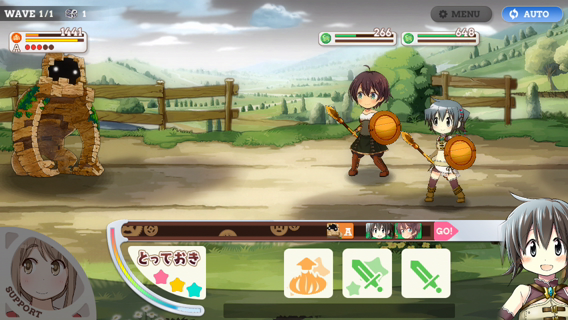 WAVE 1/1 1
MENU
AUTO
1441
A
266
648
A
GO!
とっておき
SUPPORT